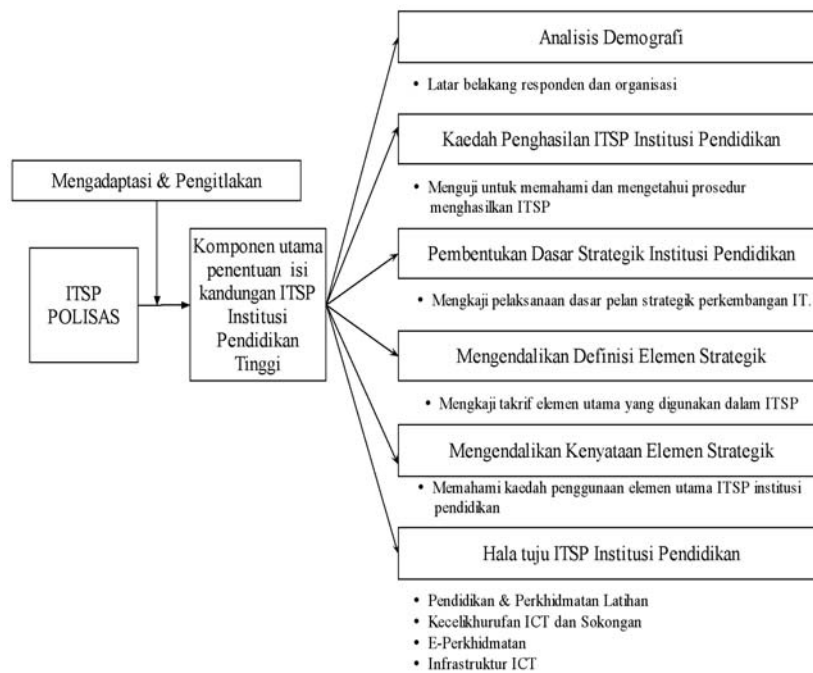 Mengadaptasi & Pengitlakan
ITSP
POLISAS
Komponen utama
penentuan isi
kandungan ITSP
Institusi
Pendidikan
Tinggi
Analisis Demografi
• Latar belakang responden dan organisasi
Kaedah Penghasilan ITSP Institusi Pendidikan
• Menguji untuk memahami dan mengetahui prosedur
menghasilkan ITSP
Pembentukan Dasar Strategik Institusi Pendidikan
• Mengkaji pelaksanaan dasar pelan strategik perkembangan IT.
Mengendalikan Definisi Elemen Strategik
• Mengkaji takrif elemen utama yang digunakan dalam ITSP
Mengendalikan Kenyataan Elemen Strategik
• Memahami kaedah penggunaan elemen utama ITSP institusi
pendidikan
Hala tuju ITSP Institusi Pendidikan
• Pendidikan & Perkhidmatan Latihan
• Kecelikhurufan ICT dan Sokongan
• E-Perkhidmatan
• Infrastruktur ICT